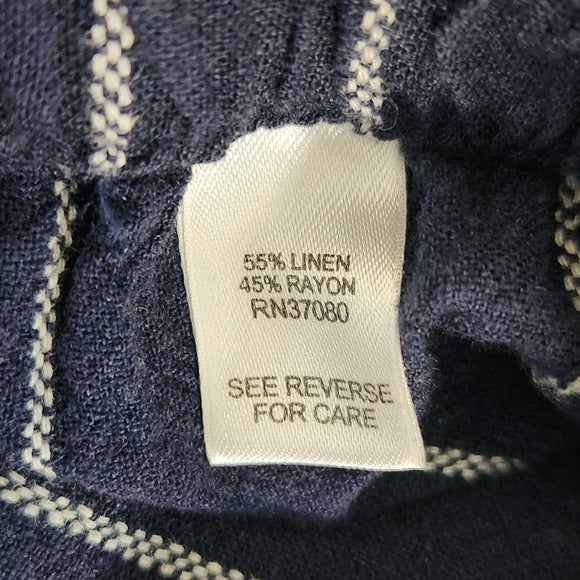 55% LINEN
45% RAYON
RN37080
SEE REVERSE
FOR CARE